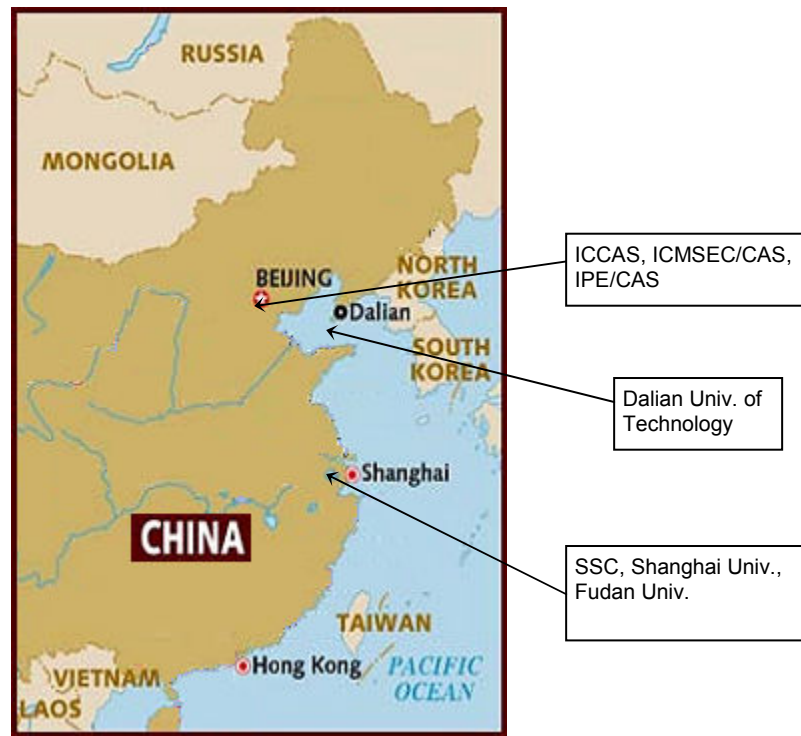 RUSSIA
MONGOLIA
ICCAS, ICMSEC/CAS,
IPE/CAS
BEIJING
NORTH
KOREA
Dalian
SOUTH
KOREA
Dalian Univ. of
Technology
Shanghai
CHINA
SSC, Shanghai Univ.,
Fudan Univ.
TAIWAN
Hong Kong
PACIFIC
OCEAN
VIETNAM
LAOS